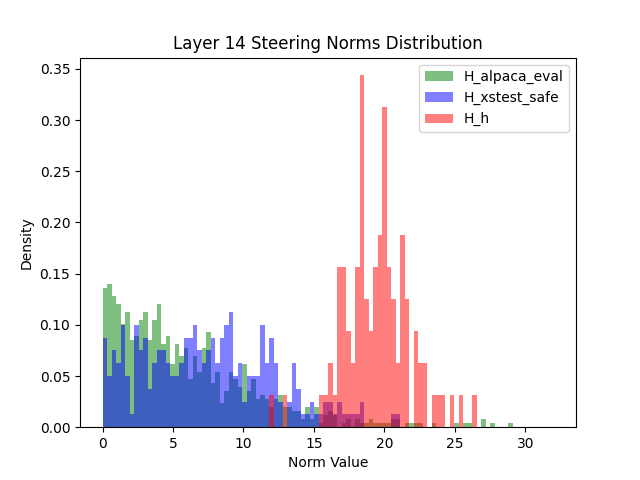 Layer 14 Steering Norms Distribution
H_alpaca_eval
H_xstest_safe
H_h
Density
0.35
0.30
0.25
0.20
0.15
0.10
0.05
0.00
0 5 10 15 20 25 30
Norm Value